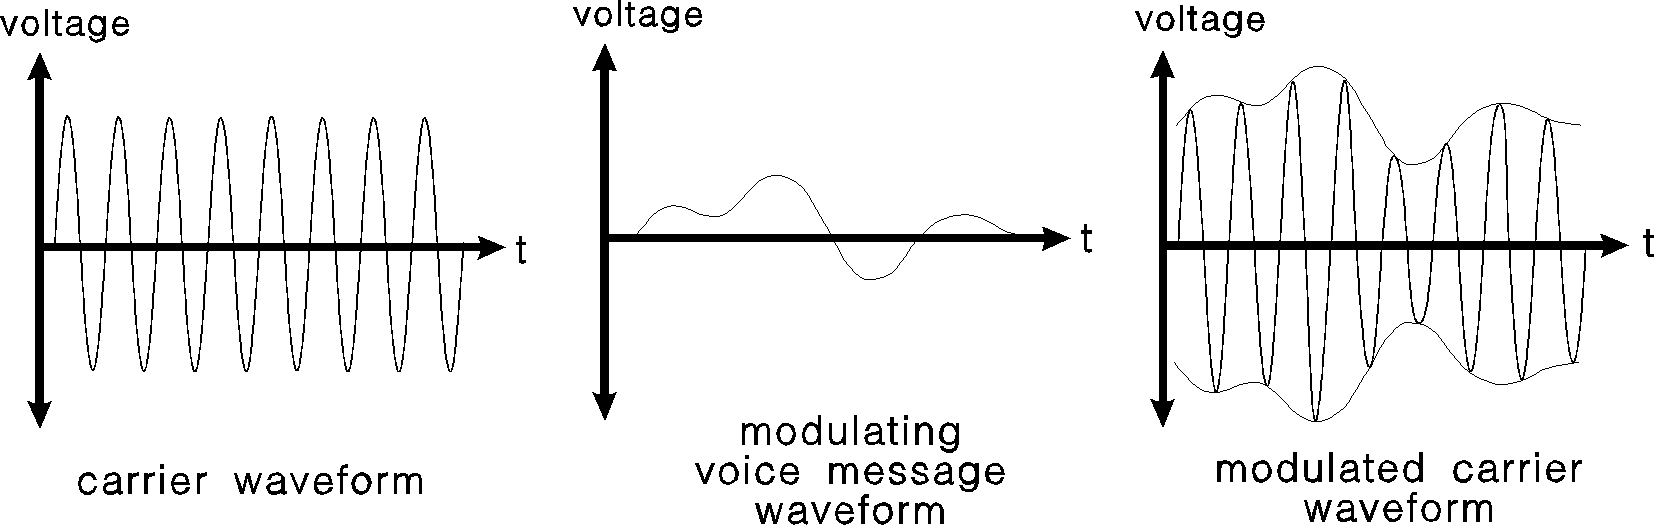 voltage
t
carrier waveform
voltage
t
modulating
voice message
waveform
voltage
t
modulated carrier
waveform